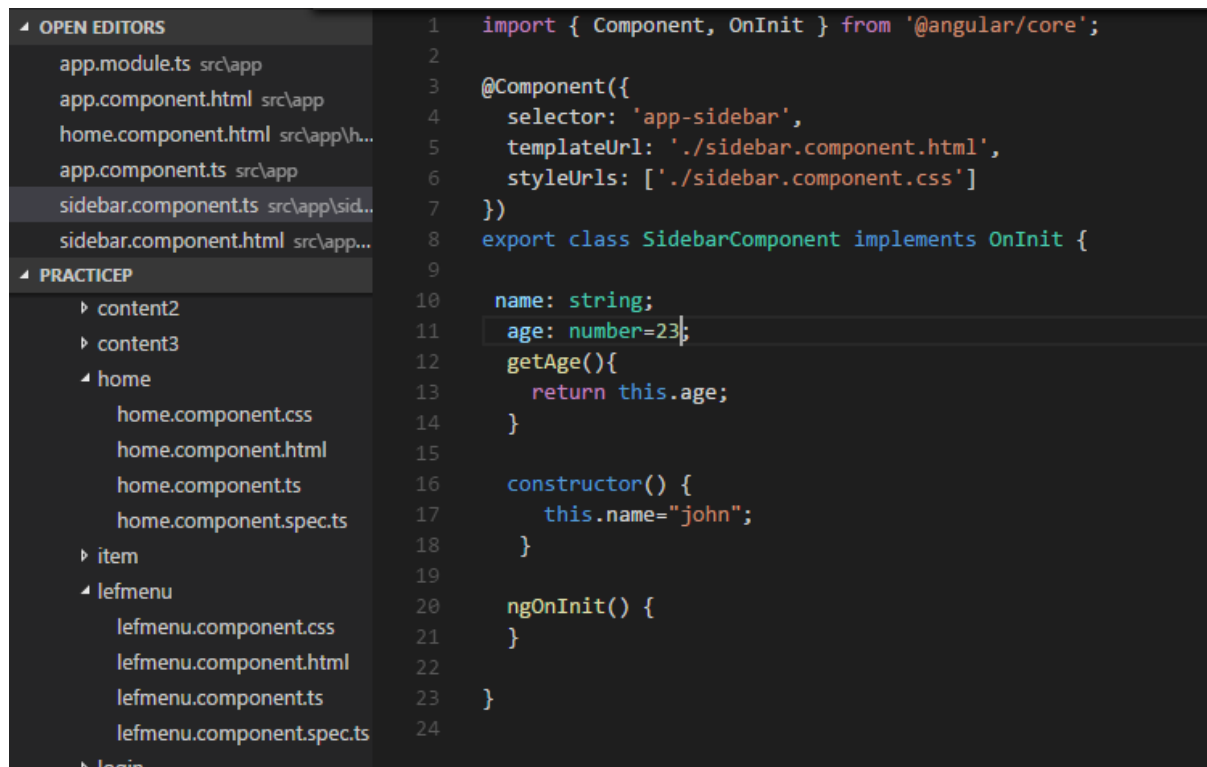 OPEN EDITORS
app.module.ts src\app
app.component.html src\app
home.component.html src\app\h...
app.component.ts src\app
sidebar.component.ts src\app\sid...
sidebar.component.html src\app...
PRACTICEP
content2
content3
home
home.component.css
home.component.html
home.component.ts
home.component.spec.ts
item
lefmenu
lefmenu.component.css
lefmenu.component.html
lefmenu.component.ts
lefmenu.component.spec.ts
login
1 import { Component, OnInit } from '@angular/core';
2
3 @Component({
4   selector: 'app-sidebar',
5   templateUrl: './sidebar.component.html',
6   styleUrls: ['./sidebar.component.css']
7 })
8 export class SidebarComponent implements OnInit {
9
10  name: string;
11   age: number=23;
12   getAge(){
13     return this.age;
14   }
15
16   constructor() {
17      this.name="john";
18    }
19
20   ngOnInit() {
21   }
22
23 }
24